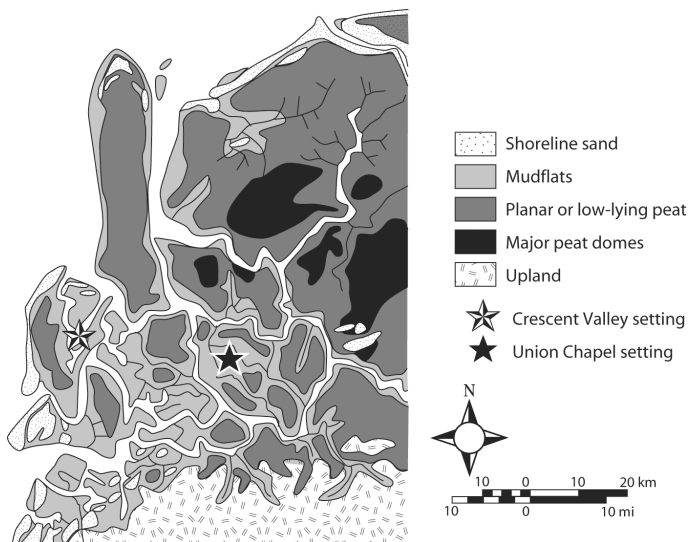 Shoreline sand
Mudflats
Planar or low-lying peat
Major peat domes
Upland
Crescent Valley setting
Union Chapel setting
N
10 0 10 20 km
10 0 10 mi